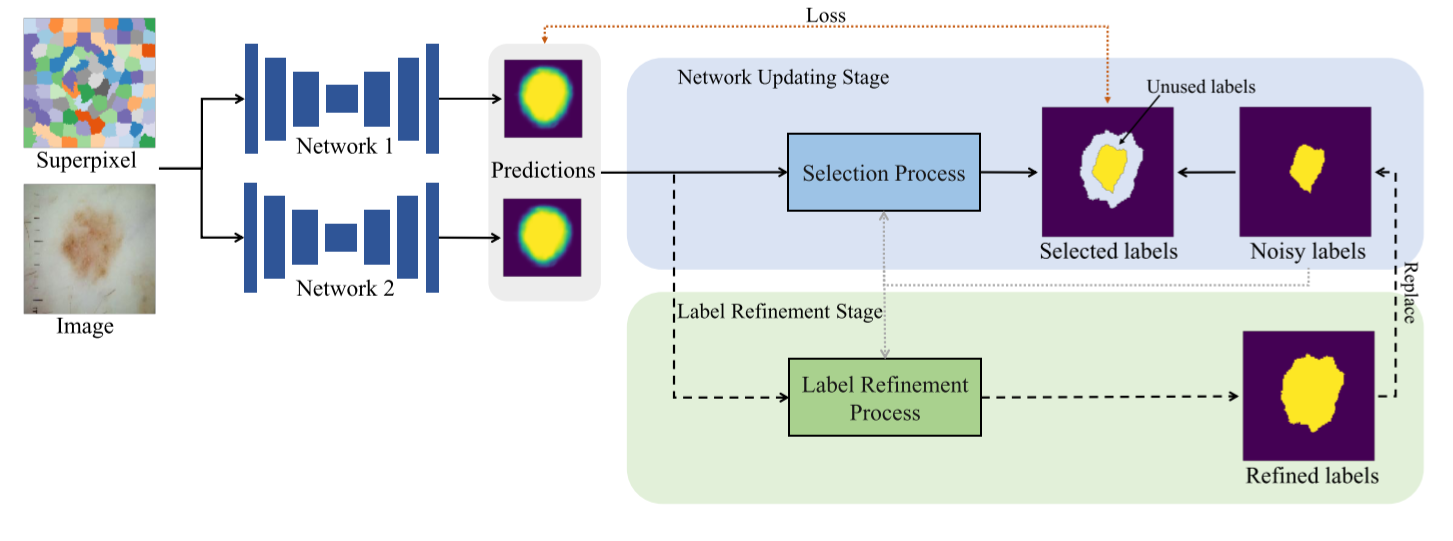 Loss
Superpixel
Image
Network 1
Network 2
Predictions
Network Updating Stage
Unused labels
Selection Process
Selected labels
Noisy labels
Replace
Label Refinement Stage
Label Refinement
Process
Refined labels